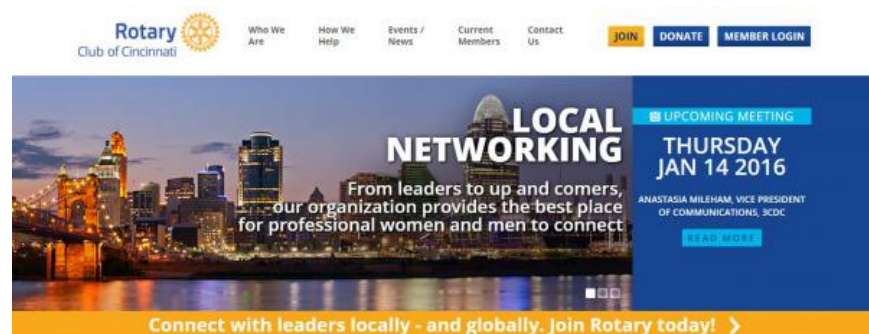 Rotary
Club of Cincinnati
Who We
Are
How We
Help
Events /
News
Current
Members
Contact
Us
JOIN
DONATE
MEMBER LOGIN
LOCAL
NETWORKING
From leaders to up and comers,
our organization provides the best place
for professional women and men to connect
UPCOMING MEETING
THURSDAY
JAN 14 2016
ANASTASIA MILEHAM, VICE PRESIDENT
OF COMMUNICATIONS, 3CDC
READ MORE
Connect with leaders locally - and globally. Join Rotary today! ❯